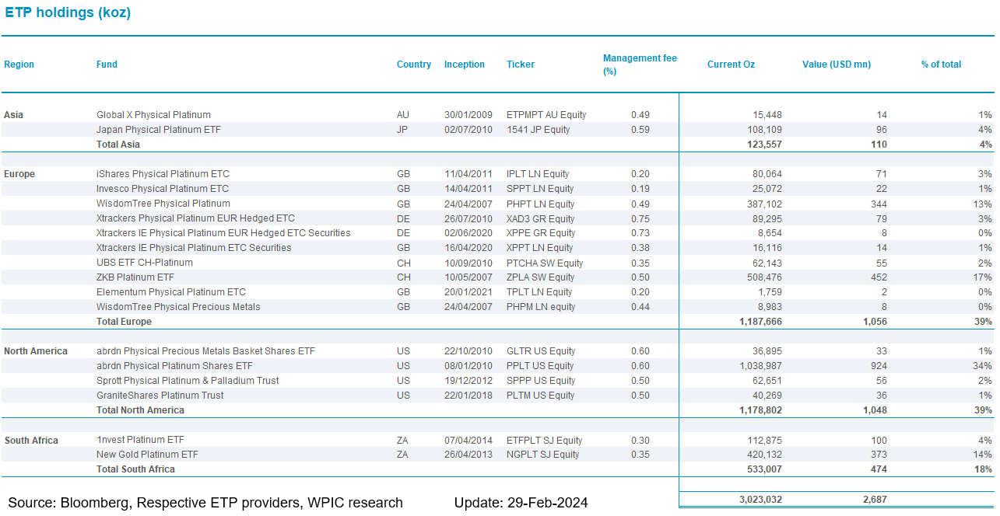 ETP holdings (koz)
Region Fund Country Inception Ticker Management fee (%) Current Oz Value (USD mn) % of total
Asia Global X Physical Platinum AU 30/01/2009 ETPMPT AU Equity 0.49 15,448 14 1%
Japan Physical Platinum ETF JP 02/07/2010 1541 JP Equity 0.59 108,109 96 4%
Total Asia 123,557 110 4%
Europe iShares Physical Platinum ETC GB 11/04/2011 IPLT LN Equity 0.20 80,064 71 3%
Invesco Physical Platinum ETC GB 14/04/2011 SPPT LN Equity 0.19 25,072 22 1%
WisdomTree Physical Platinum GB 24/04/2007 PHPT LN Equity 0.49 387,102 344 13%
Xtrackers Physical Platinum EUR Hedged ETC DE 26/07/2010 XAD3 GR Equity 0.75 89,295 79 3%
Xtrackers IE Physical Platinum EUR Hedged ETC Securities DE 02/06/2020 XPPE GR Equity 0.73 8,654 8 0%
Xtrackers IE Physical Platinum ETC Securities GB 16/04/2020 XPPT LN Equity 0.38 16,116 14 1%
UBS ETF CH-Platinum CH 10/09/2010 PTCHA SW Equity 0.35 62,143 55 2%
ZKB Platinum ETF CH 10/05/2007 ZPLA SW Equity 0.50 508,476 452 17%
Elementum Physical Platinum ETC GB 20/01/2021 TPLT LN Equity 0.20 1,759 2 0%
WisdomTree Physical Precious Metals GB 24/04/2007 PHPM LN equity 0.44 8,983 8 0%
Total Europe 1,187,666 1,056 39%
North America abrdn Physical Precious Metals Basket Shares ETF US 22/10/2010 GLTR US Equity 0.60 36,895 33 1%
abrdn Physical Platinum Shares ETF US 08/01/2010 PPLT US Equity 0.60 1,038,987 924 34%
Sprott Physical Platinum & Palladium Trust US 19/12/2012 SPPP US Equity 0.50 62,651 56 2%
GraniteShares Platinum Trust US 22/01/2018 PLTM US Equity 0.50 40,269 36 1%
Total North America 1,178,802 1,048 39%
South Africa 1nvest Platinum ETF ZA 07/04/2014 ETFPLT SJ Equity 0.30 112,875 100 4%
New Gold Platinum ETF ZA 26/04/2013 NGPLT SJ Equity 0.35 420,132 373 14%
Total South Africa 533,007 474 18%
3,023,032 2,687
Source: Bloomberg, Respective ETP providers, WPIC research Update: 29-Feb-2024